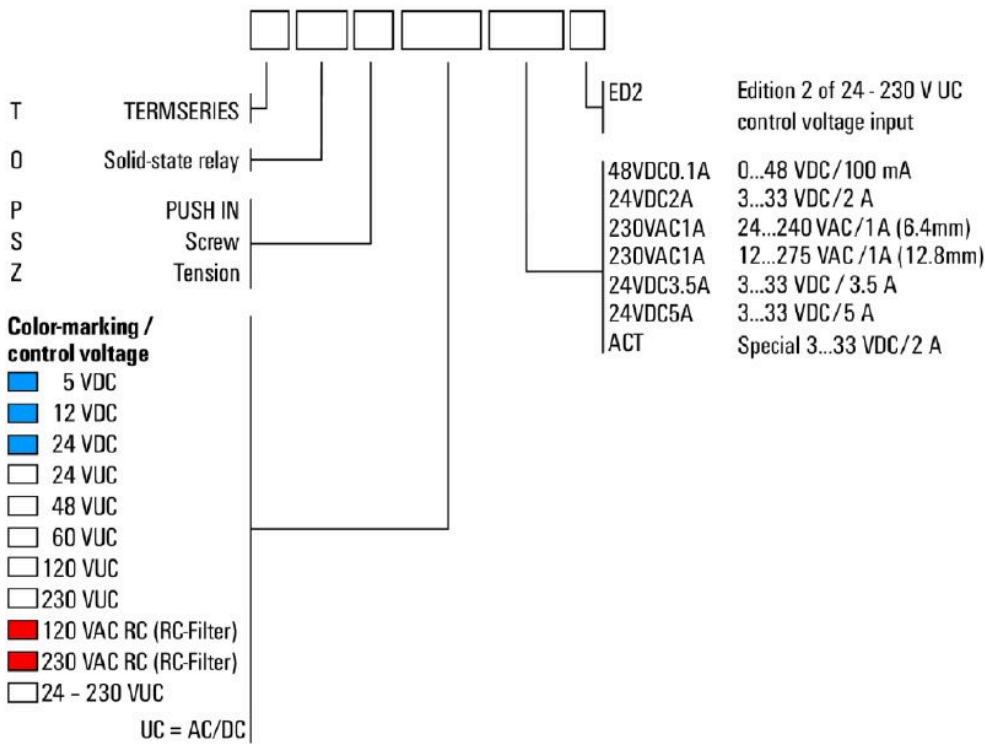 T TERMSERIES
O Solid-state relay
P PUSH IN
S Screw
Z Tension
Color-marking /
control voltage
5 VDC
12 VDC
24 VDC
24 VUC
48 VUC
60 VUC
120 VUC
230 VUC
120 VAC RC (RC-Filter)
230 VAC RC (RC-Filter)
24 – 230 VUC
UC = AC/DC
ED2 Edition 2 of 24 - 230 V UC
control voltage input
48VDC0.1A 0...48 VDC/100 mA
24VDC2A 3...33 VDC/2 A
230VAC1A 24...240 VAC/1A (6.4mm)
230VAC1A 12...275 VAC /1A (12.8mm)
24VDC3.5A 3...33 VDC / 3.5 A
24VDC5A 3...33 VDC/5 A
ACT Special 3...33 VDC/2 A